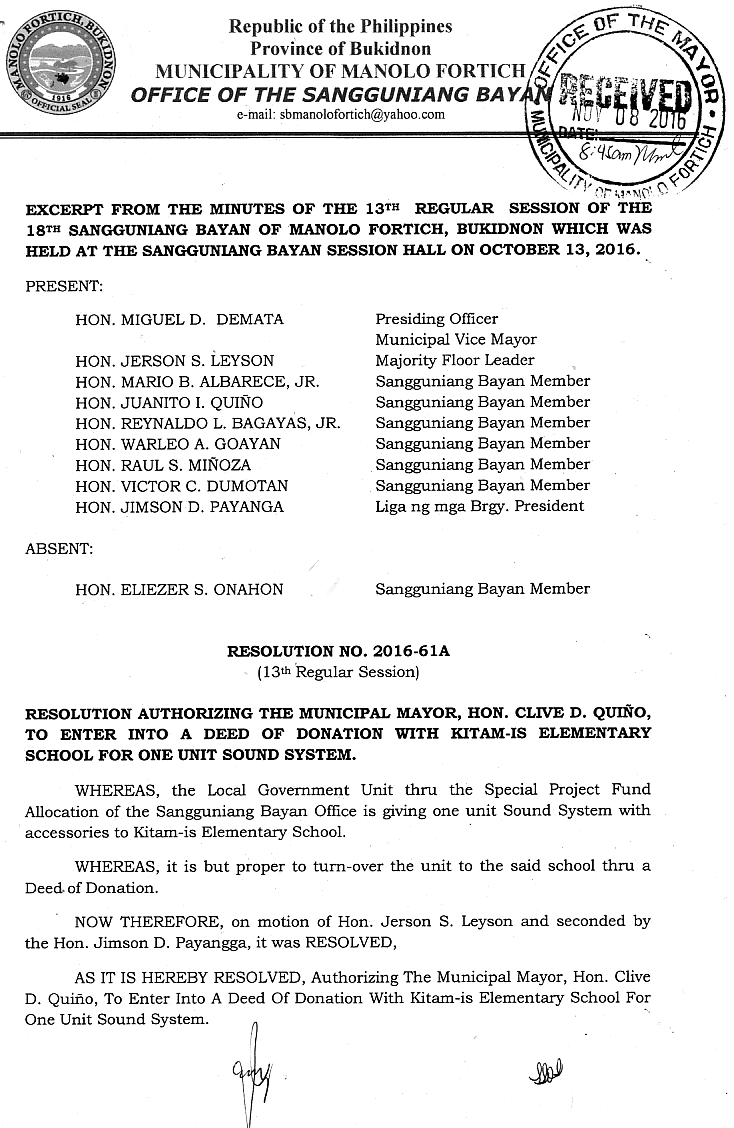 MANOLO FORTICH, BUKIDNON
1916
OFFICIAL SEAL
Republic of the Philippines
Province of Bukidnon
MUNICIPALITY OF MANOLO FORTICH
OFFICE OF THE SANGGUNIANG BAYAN
e-mail: sbmanolofortich@yahoo.com
OFFICE OF THE MAYOR
RECEIVED
NOV 08 2016
DATE:
8:45am
MUNICIPALITY OF MANOLO FORTICH
EXCERPT FROM THE MINUTES OF THE 13TH REGULAR SESSION OF THE
18TH SANGGUNIANG BAYAN OF MANOLO FORTICH, BUKIDNON WHICH WAS
HELD AT THE SANGGUNIANG BAYAN SESSION HALL ON OCTOBER 13, 2016.
PRESENT:
HON. MIGUEL D. DEMATA Presiding Officer
Municipal Vice Mayor
HON. JERSON S. LEYSON Majority Floor Leader
HON. MARIO B. ALBARECE, JR. Sangguniang Bayan Member
HON. JUANITO I. QUIÑO Sangguniang Bayan Member
HON. REYNALDO L. BAGAYAS, JR. Sangguniang Bayan Member
HON. WARLEO A. GOAYAN Sangguniang Bayan Member
HON. RAUL S. MIÑOZA Sangguniang Bayan Member
HON. VICTOR C. DUMOTAN Sangguniang Bayan Member
HON. JIMSON D. PAYANGA Liga ng mga Brgy. President
ABSENT:
HON. ELIEZER S. ONAHON Sangguniang Bayan Member
RESOLUTION NO. 2016-61A
(13th Regular Session)
RESOLUTION AUTHORIZING THE MUNICIPAL MAYOR, HON. CLIVE D. QUIÑO,
TO ENTER INTO A DEED OF DONATION WITH KITAM-IS ELEMENTARY
SCHOOL FOR ONE UNIT SOUND SYSTEM.
WHEREAS, the Local Government Unit thru the Special Project Fund
Allocation of the Sangguniang Bayan Office is giving one unit Sound System with
accessories to Kitam-is Elementary School.
WHEREAS, it is but proper to turn-over the unit to the said school thru a
Deed of Donation.
NOW THEREFORE, on motion of Hon. Jerson S. Leyson and seconded by
the Hon. Jimson D. Payangga, it was RESOLVED,
AS IT IS HEREBY RESOLVED, Authorizing The Municipal Mayor, Hon. Clive
D. Quiño, To Enter Into A Deed Of Donation With Kitam-is Elementary School For
One Unit Sound System.